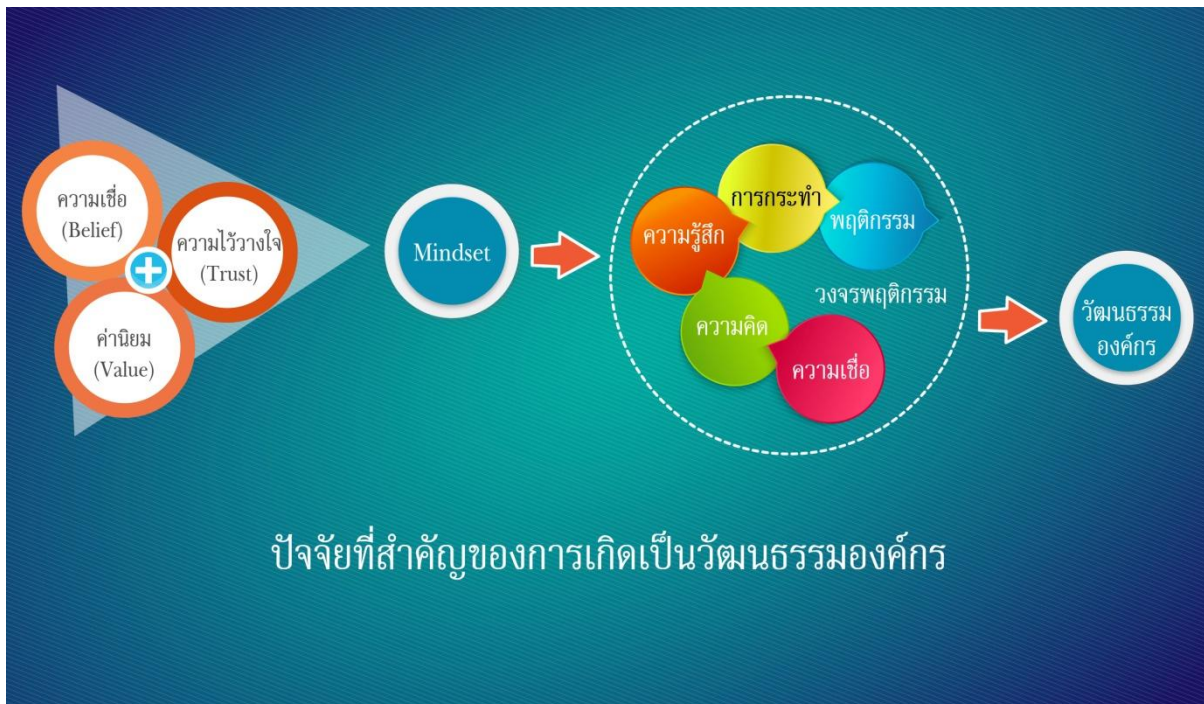 ความเชื่อ
(Belief)
ความไว้วางใจ
(Trust)
ค่านิยม
(Value)
Mindset
การกระทำ
พฤติกรรม
ความรู้สึก
วงจรพฤติกรรม
ความคิด
ความเชื่อ
วัฒนธรรม
องค์กร
ปัจจัยที่สำคัญของการเกิดเป็นวัฒนธรรมองค์กร